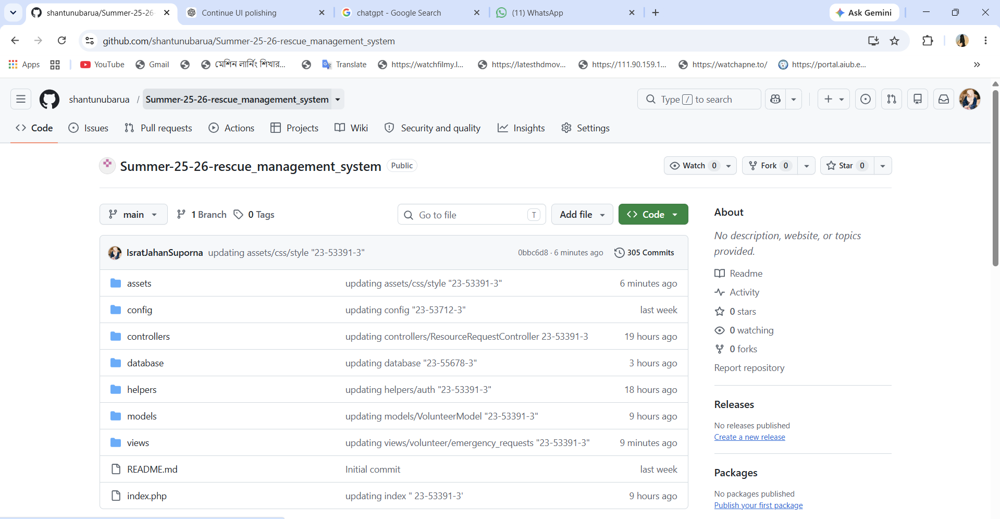 shantunubarua/Summer-25-26-
Continue UI polishing
chatgpt - Google Search
(11) WhatsApp
Ask Gemini
github.com/shantunubarua/Summer-25-26-rescue_management_system
Apps
YouTube
Gmail
মেশিন লার্নিং শিখার...
Translate
https://watchfilmy.l...
https://latesthdmov...
https://111.90.159.1...
https://watchapne.to/
https://portal.aiub.e...
shantunubarua / Summer-25-26-rescue_management_system
Type / to search
Code
Issues
Pull requests
Actions
Projects
Wiki
Security and quality
Insights
Settings
Summer-25-26-rescue_management_system
Public
Watch 0
Fork 0
Star 0
main
1 Branch
0 Tags
Go to file
T
Add file
Code
IsratJahanSuporna updating assets/css/style "23-53391-3"
0bbc6d8 · 6 minutes ago
305 Commits
assets updating assets/css/style "23-53391-3" 6 minutes ago
config updating config "23-53712-3" last week
controllers updating controllers/ResourceRequestController 23-53391-3 19 hours ago
database updating database "23-55678-3" 3 hours ago
helpers updating helpers/auth "23-53391-3" 18 hours ago
models updating models/VolunteerModel "23-53391-3" 9 hours ago
views updating views/volunteer/emergency_requests "23-53391-3" 9 minutes ago
README.md Initial commit last week
index.php updating index " 23-53391-3' 9 hours ago
About
No description, website, or topics
provided.
Readme
Activity
0 stars
0 watching
0 forks
Report repository
Releases
No releases published
Create a new release
Packages
No packages published
Publish your first package